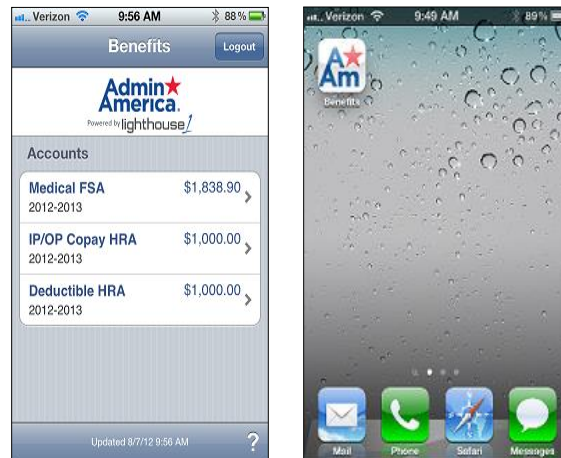 Verizon 9:56 AM 88%
Benefits
Logout
Admin
America.
Powered by lighthouse1
Accounts
Medical FSA $1,838.90
2012-2013
IP/OP Copay HRA $1,000.00
2012-2013
Deductible HRA $1,000.00
2012-2013
Updated 8/7/12 9:56 AM ?
Verizon 9:49 AM 89%
A
Am
Benefits
Mail Phone Safari Messages